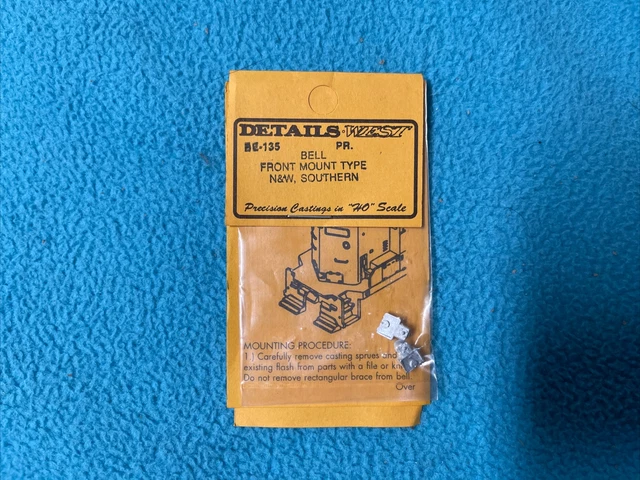 DETAILS WEST
BE-135 PR.
BELL
FRONT MOUNT TYPE
N&W, SOUTHERN
Precision Castings in "HO" Scale
MOUNTING PROCEDURE:
1.) Carefully remove casting sprues and
existing flash from parts with a file or
Do not remove rectangular brace from bell
Over